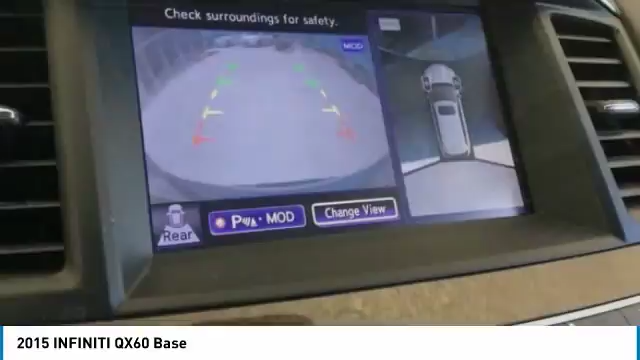 Check surroundings for safety.
MOD
Rear
P · MOD
Change View
2015 INFINITI QX60 Base